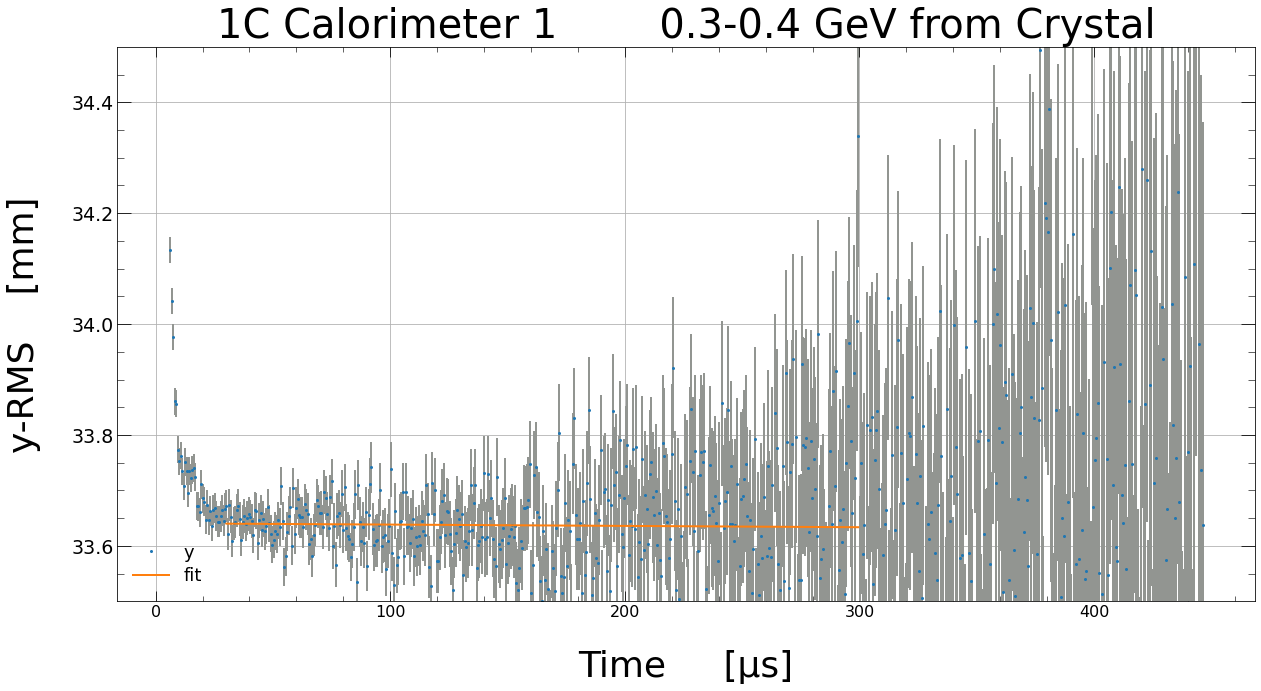 1C Calorimeter 1 0.3-0.4 GeV from Crystal
y-RMS [mm]
34.4
34.2
34.0
33.8
33.6
y
fit
0 100 200 300 400
Time [µs]